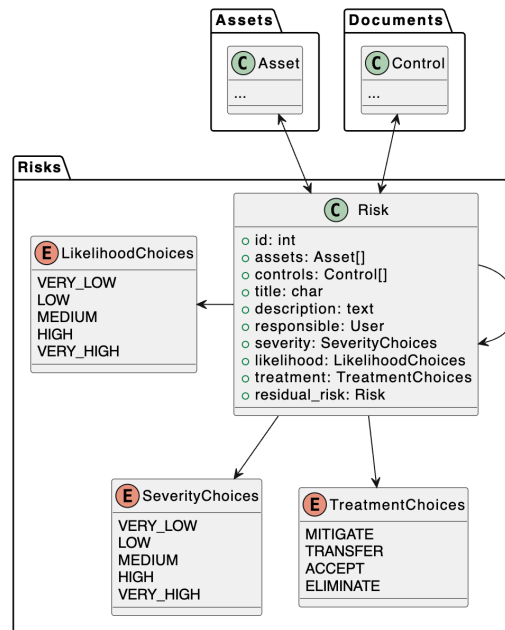 Assets
Documents
C Asset
...
C Control
...
Risks
C Risk
id: int
assets: Asset[]
controls: Control[]
title: char
description: text
responsible: User
severity: SeverityChoices
likelihood: LikelihoodChoices
treatment: TreatmentChoices
residual_risk: Risk
E LikelihoodChoices
VERY_LOW
LOW
MEDIUM
HIGH
VERY_HIGH
E SeverityChoices
VERY_LOW
LOW
MEDIUM
HIGH
VERY_HIGH
E TreatmentChoices
MITIGATE
TRANSFER
ACCEPT
ELIMINATE